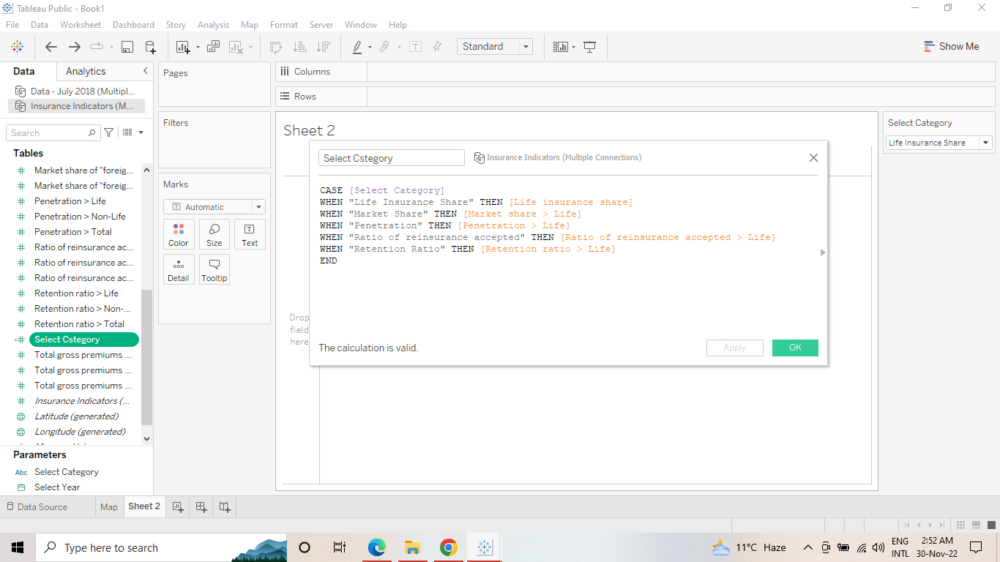 Tableau Public - Book1
File Data Worksheet Dashboard Story Analysis Map Format Server Window Help
Standard
Show Me
Data Analytics
Data - July 2018 (Multipl...
Insurance Indicators (M...
Search
Tables
Market share of "foreig...
Market share of "foreig...
Penetration > Life
Penetration > Non-Life
Penetration > Total
Ratio of reinsurance ac...
Ratio of reinsurance ac...
Ratio of reinsurance ac...
Retention ratio > Life
Retention ratio > Non-...
Retention ratio > Total
Select Cstegory
Total gross premiums ...
Total gross premiums ...
Total gross premiums ...
Insurance Indicators (...
Latitude (generated)
Longitude (generated)
Parameters
Abc Select Category
Select Year
Pages
Filters
Marks
Automatic
Color Size Text
Detail Tooltip
Columns
Rows
Sheet 2
Drop
field
here
Select Cstegory
Insurance Indicators (Multiple Connections)
CASE [Select Category]
WHEN "Life Insurance Share" THEN [Life insurance share]
WHEN "Market Share" THEN [Market share > Life]
WHEN "Penetration" THEN [Penetration > Life]
WHEN "Ratio of reinsurance accepted" THEN [Ratio of reinsurance accepted > Life]
WHEN "Retention Ratio" THEN [Retention ratio > Life]
END
The calculation is valid.
Apply OK
Select Category
Life Insurance Share
Data Source Map Sheet 2
Type here to search
11°C Haze
ENG
INTL
2:52 AM
30-Nov-22